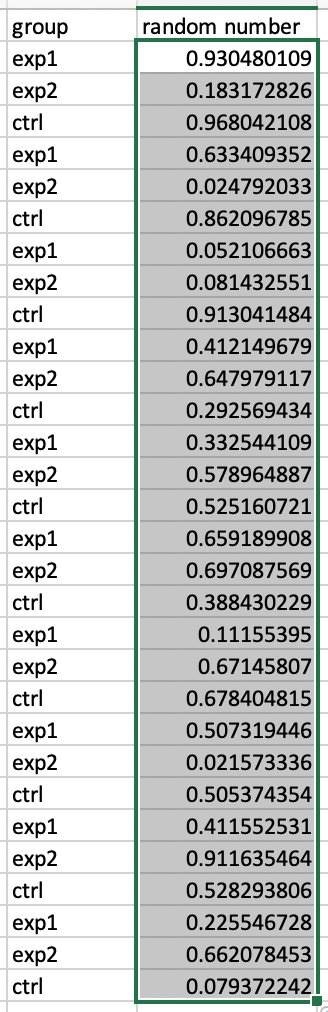 group random number
exp1 0.930480109
exp2 0.183172826
ctrl 0.968042108
exp1 0.633409352
exp2 0.024792033
ctrl 0.862096785
exp1 0.052106663
exp2 0.081432551
ctrl 0.913041484
exp1 0.412149679
exp2 0.647979117
ctrl 0.292569434
exp1 0.332544109
exp2 0.578964887
ctrl 0.525160721
exp1 0.659189908
exp2 0.697087569
ctrl 0.388430229
exp1 0.11155395
exp2 0.67145807
ctrl 0.678404815
exp1 0.507319446
exp2 0.021573336
ctrl 0.505374354
exp1 0.411552531
exp2 0.911635464
ctrl 0.528293806
exp1 0.225546728
exp2 0.662078453
ctrl 0.079372242